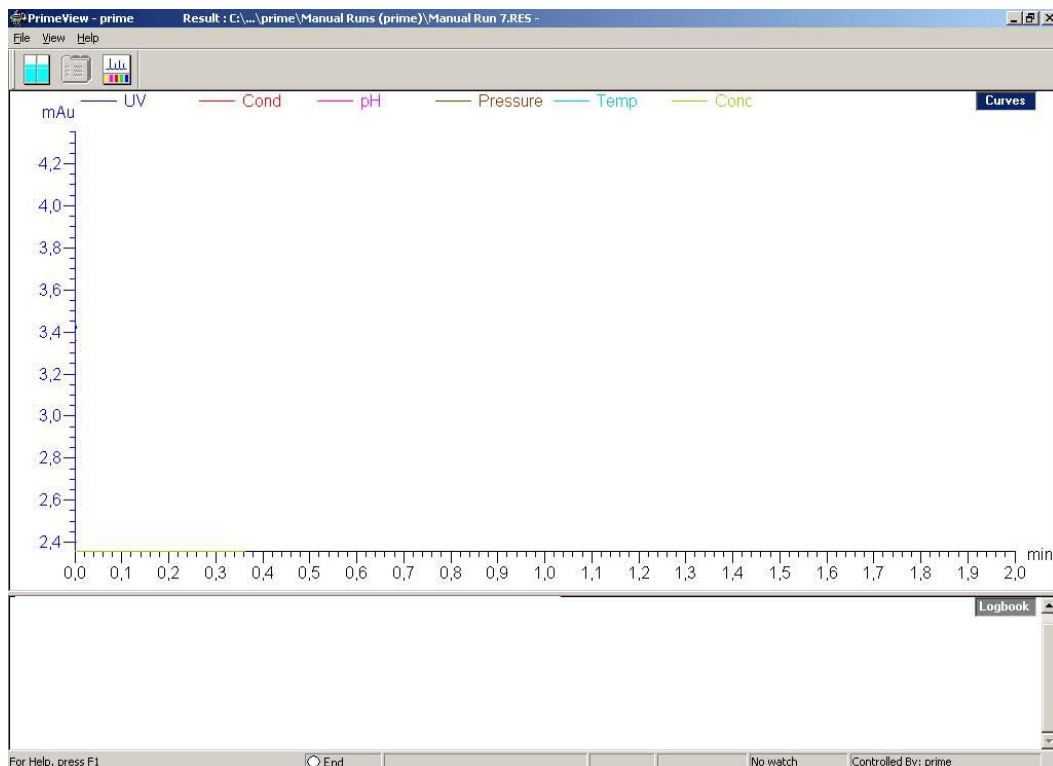 PrimeView - prime Result : C:\...\prime\Manual Runs (prime)\Manual Run 7.RES -
File View Help
UV Cond pH Pressure Temp Conc Curves
mAu
4,2
4,0
3,8
3,6
3,4
3,2
3,0
2,8
2,6
2,4
min
0,0 0,1 0,2 0,3 0,4 0,5 0,6 0,7 0,8 0,9 1,0 1,1 1,2 1,3 1,4 1,5 1,6 1,7 1,8 1,9 2,0
Logbook
For Help, press F1 End No watch Controlled By: prime